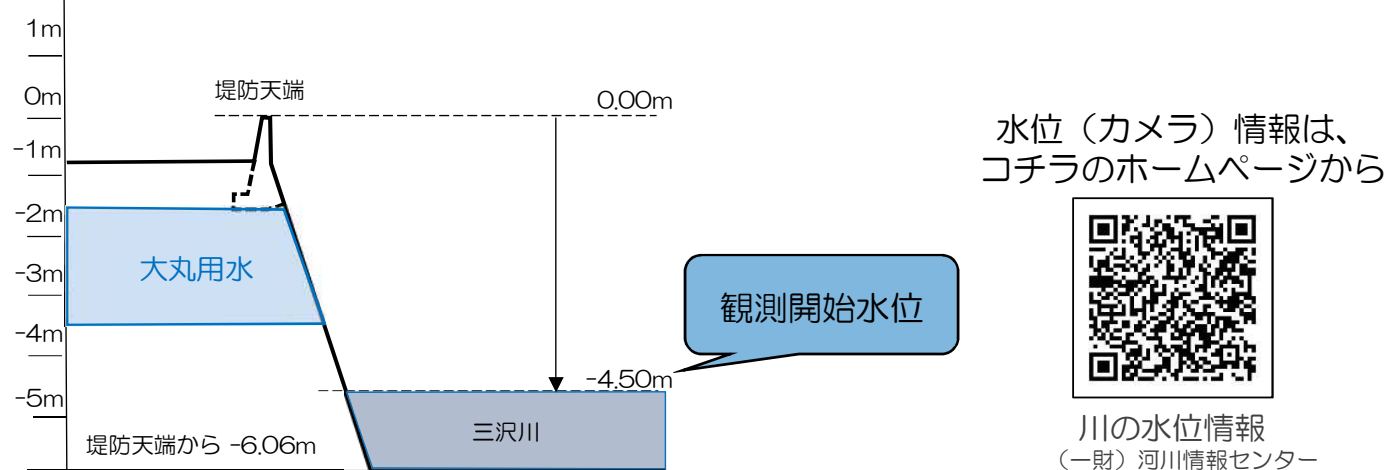 1m
0m
-1m
-2m
-3m
-4m
-5m
堤防天端
0.00m
大丸用水
観測開始水位
-4.50m
三沢川
堤防天端から -6.06m
水位（カメラ）情報は、
コチラのホームページから
川の水位情報
（一財）河川情報センター